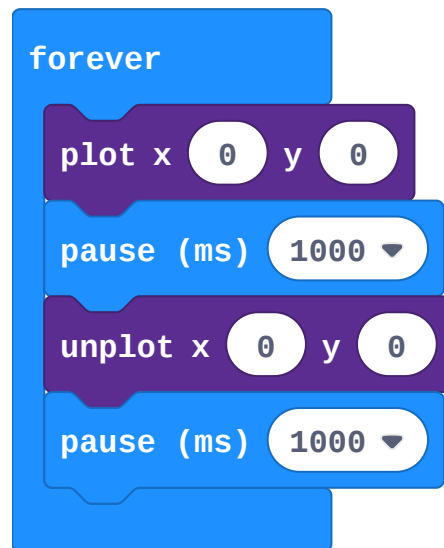 forever
plot x 0 y 0
pause (ms) 1000
unplot x 0 y 0
pause (ms) 1000